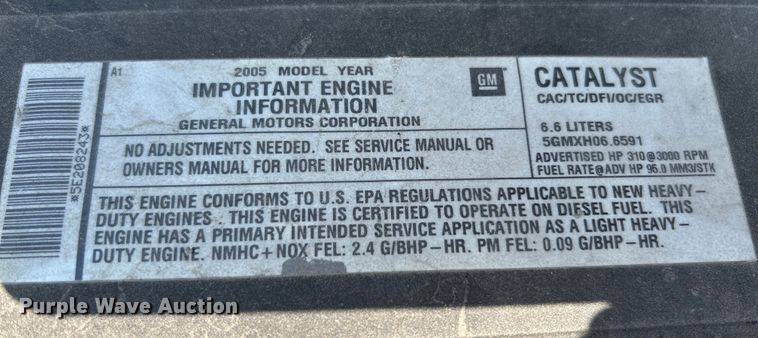 *5E208243*
A1
2005 MODEL YEAR
IMPORTANT ENGINE
INFORMATION
GENERAL MOTORS CORPORATION
GM
NO ADJUSTMENTS NEEDED. SEE SERVICE MANUAL OR
OWNERS MANUAL FOR MORE INFORMATION.
CATALYST
CAC/TC/DFI/OC/EGR
6.6 LITERS
5GMXH06.6591
ADVERTISED HP 310@3000 RPM
FUEL RATE@ADV HP 95.0 MM3/STK
THIS ENGINE CONFORMS TO U.S. EPA REGULATIONS APPLICABLE TO NEW HEAVY-
DUTY ENGINES. THIS ENGINE IS CERTIFIED TO OPERATE ON DIESEL FUEL. THIS
ENGINE HAS A PRIMARY INTENDED SERVICE APPLICATION AS A LIGHT HEAVY-
DUTY ENGINE. NMHC+NOX FEL: 2.4 G/BHP-HR. PM FEL: 0.09 G/BHP-HR.
Purple Wave Auction